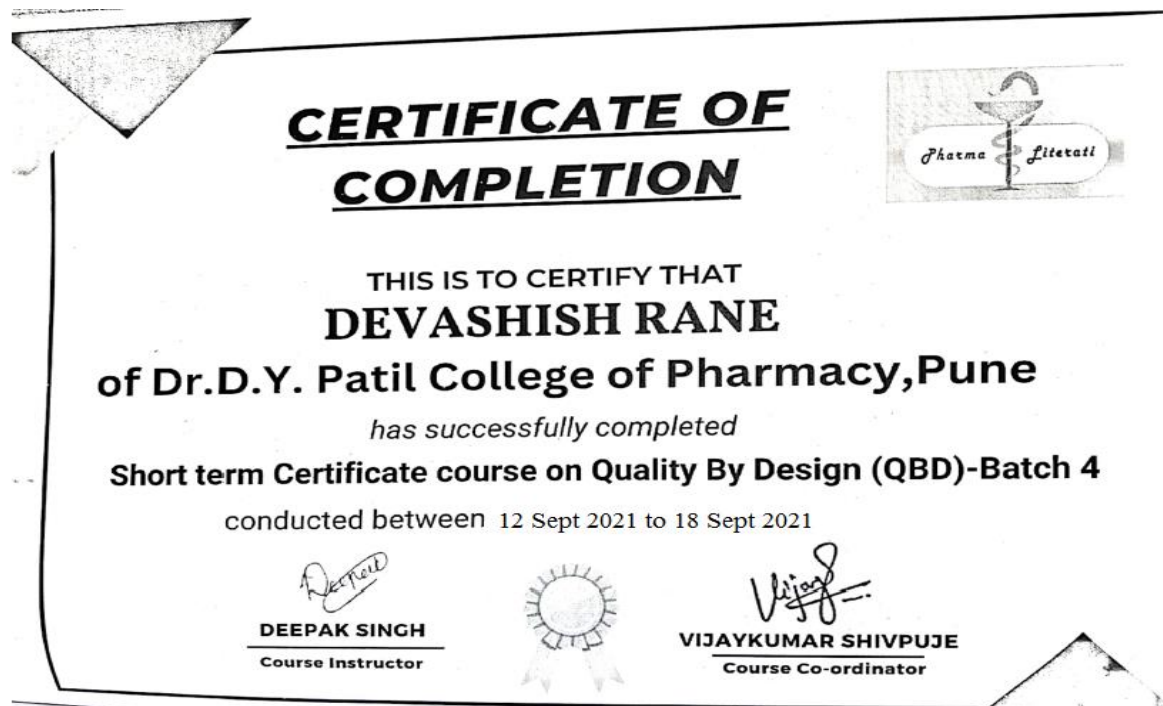 CERTIFICATE OF
COMPLETION
Pharma Literati
THIS IS TO CERTIFY THAT
DEVASHISH RANE
of Dr.D.Y. Patil College of Pharmacy,Pune
has successfully completed
Short term Certificate course on Quality By Design (QBD)-Batch 4
conducted between 12 Sept 2021 to 18 Sept 2021
Deepak
Vijay
DEEPAK SINGH
Course Instructor
VIJAYKUMAR SHIVPUJE
Course Co-ordinator